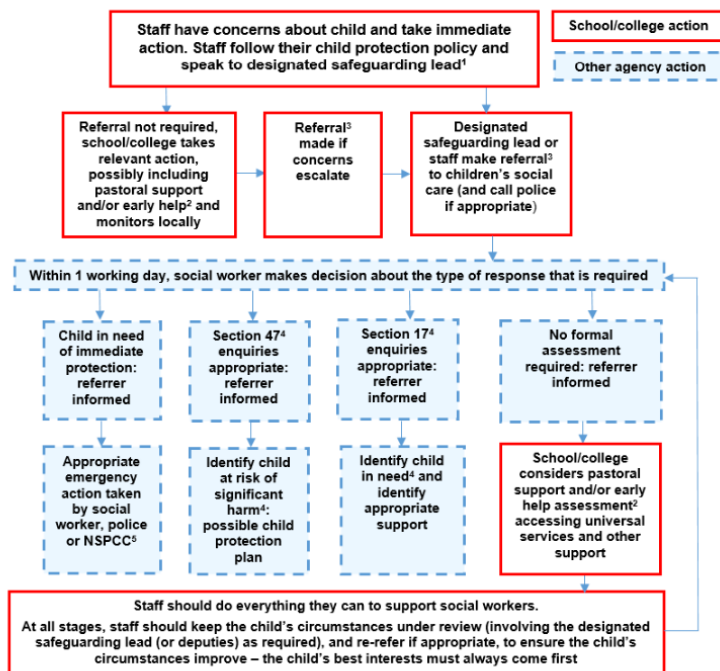 Staff have concerns about child and take immediate
action. Staff follow their child protection policy and
speak to designated safeguarding lead¹
School/college action
Other agency action
Referral not required,
school/college takes
relevant action,
possibly including
pastoral support
and/or early help² and
monitors locally
Referral³
made if
concerns
escalate
Designated
safeguarding lead or
staff make referral³
to children’s social
care (and call police
if appropriate)
Within 1 working day, social worker makes decision about the type of response that is required
Child in need
of immediate
protection:
referrer
informed
Section 47⁴
enquiries
appropriate:
referrer
informed
Section 17⁴
enquiries
appropriate:
referrer
informed
No formal
assessment
required: referrer
informed
Appropriate
emergency
action taken
by social
worker, police
or NSPCC⁵
Identify child
at risk of
significant
harm⁴:
possible child
protection
plan
Identify child
in need⁴ and
identify
appropriate
support
School/college
considers pastoral
support and/or early
help assessment²
accessing universal
services and other
support
Staff should do everything they can to support social workers.
At all stages, staff should keep the child’s circumstances under review (involving the designated
safeguarding lead (or deputies) as required), and re-refer if appropriate, to ensure the child’s
circumstances improve – the child’s best interests must always come first